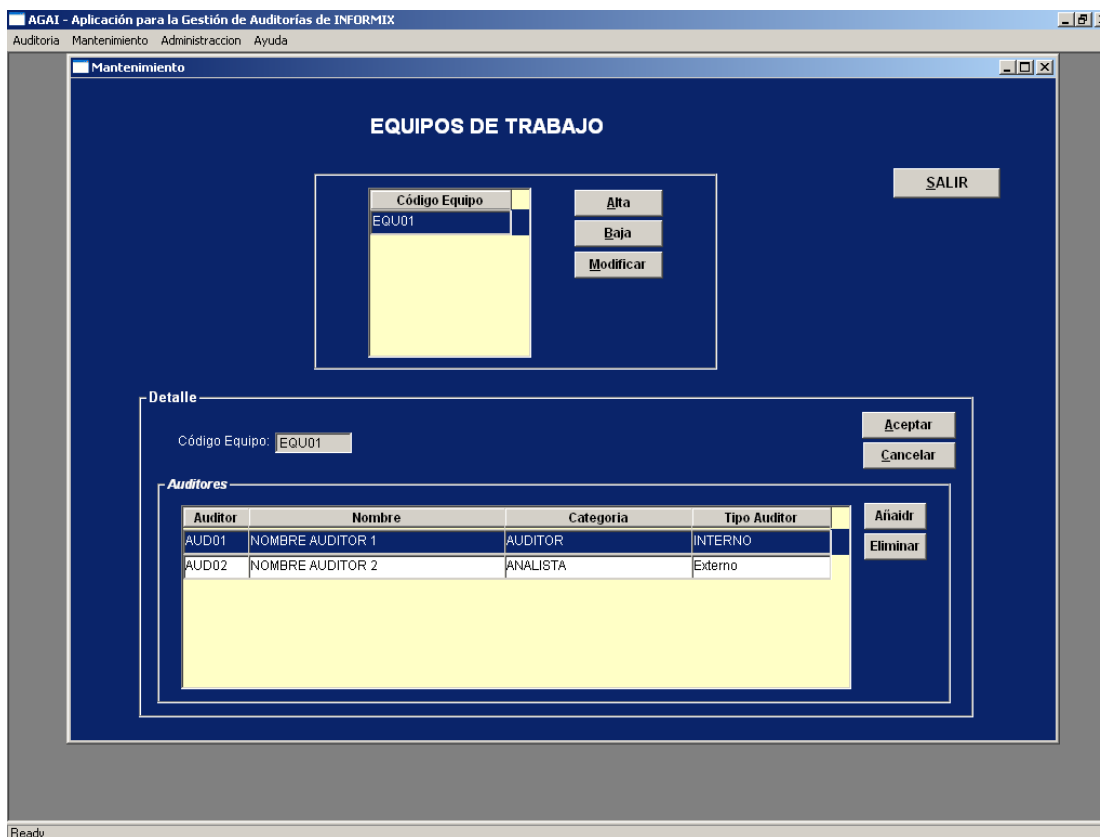 AGAI - Aplicación para la Gestión de Auditorías de INFORMIX
Auditoria Mantenimiento Administraccion Ayuda
Mantenimiento
EQUIPOS DE TRABAJO
SALIR
Código Equipo
EQU01
Alta
Baja
Modificar
Detalle
Código Equipo: EQU01
Aceptar
Cancelar
Auditores
Auditor Nombre Categoria Tipo Auditor
AUD01 NOMBRE AUDITOR 1 AUDITOR INTERNO
AUD02 NOMBRE AUDITOR 2 ANALISTA Externo
Añaidr
Eliminar
Ready